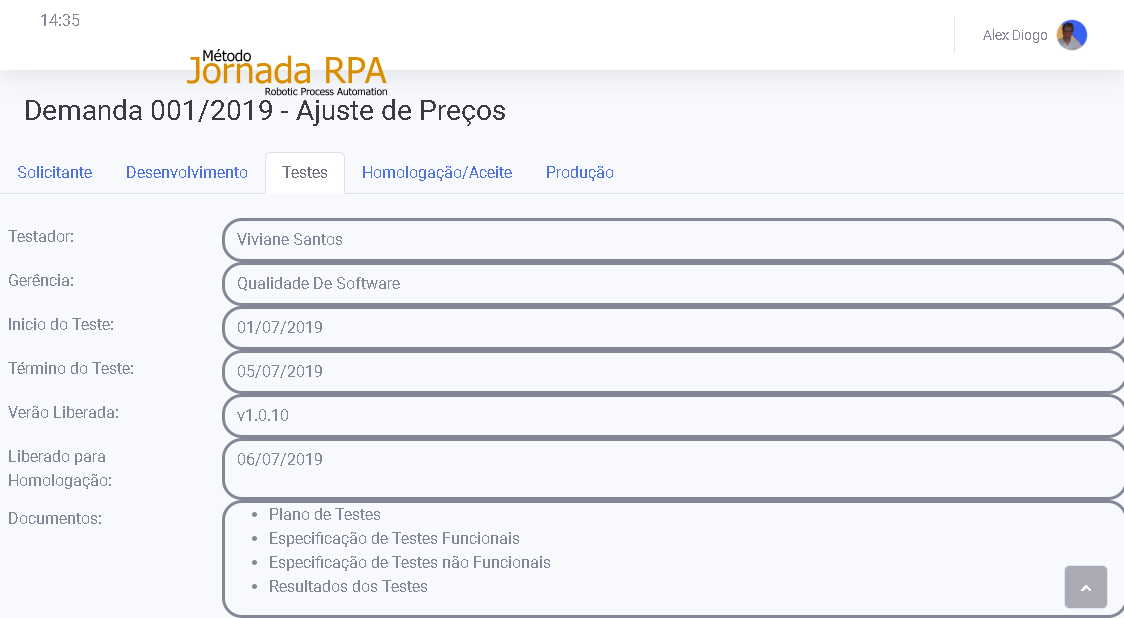 14:35
Alex Diogo
Método
Jornada RPA
Robotic Process Automation
Demanda 001/2019 - Ajuste de Preços
Solicitante Desenvolvimento Testes Homologação/Aceite Produção
Testador: Viviane Santos
Gerência: Qualidade De Software
Inicio do Teste: 01/07/2019
Término do Teste: 05/07/2019
Verão Liberada: v1.0.10
Liberado para 06/07/2019
Homologação:
Documentos: • Plano de Testes
• Especificação de Testes Funcionais
• Especificação de Testes não Funcionais
• Resultados dos Testes